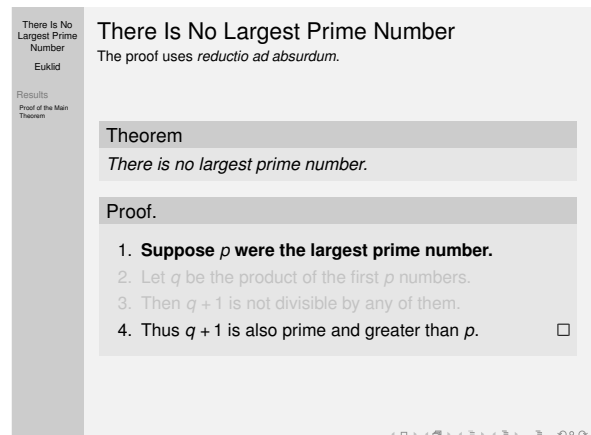 There Is No
Largest Prime
Number
Euklid
Results
Proof of the Main
Theorem
There Is No Largest Prime Number
The proof uses reductio ad absurdum.
Theorem
There is no largest prime number.
Proof.
1. Suppose p were the largest prime number.
2. Let q be the product of the first p numbers.
3. Then q + 1 is not divisible by any of them.
4. Thus q + 1 is also prime and greater than p. □